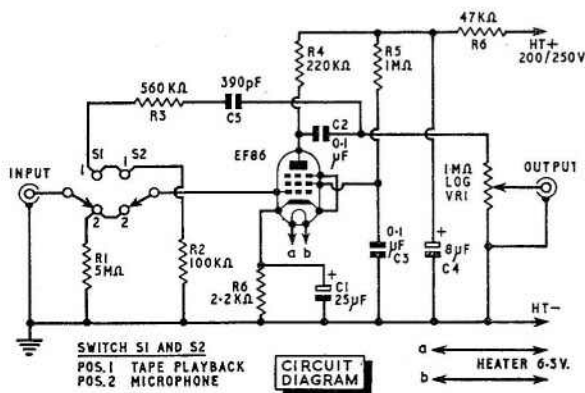 47KΩ
R6
HT+
200/250V
R4
220KΩ
R5
1MΩ
560KΩ
R3
390pF
C5
C2
0·1
µF
EF86
S1
S2
1
1
INPUT
2
2
1MΩ
LOG
VR1
OUTPUT
R1
5MΩ
R2
100KΩ
a
b
0·1
µF
C3
+
8µF
C4
R6
2·2KΩ
+
C1
25µF
HT-
SWITCH S1 AND S2
POS.1 TAPE PLAYBACK
POS.2 MICROPHONE
CIRCUIT
DIAGRAM
a
HEATER 6·3V.
b